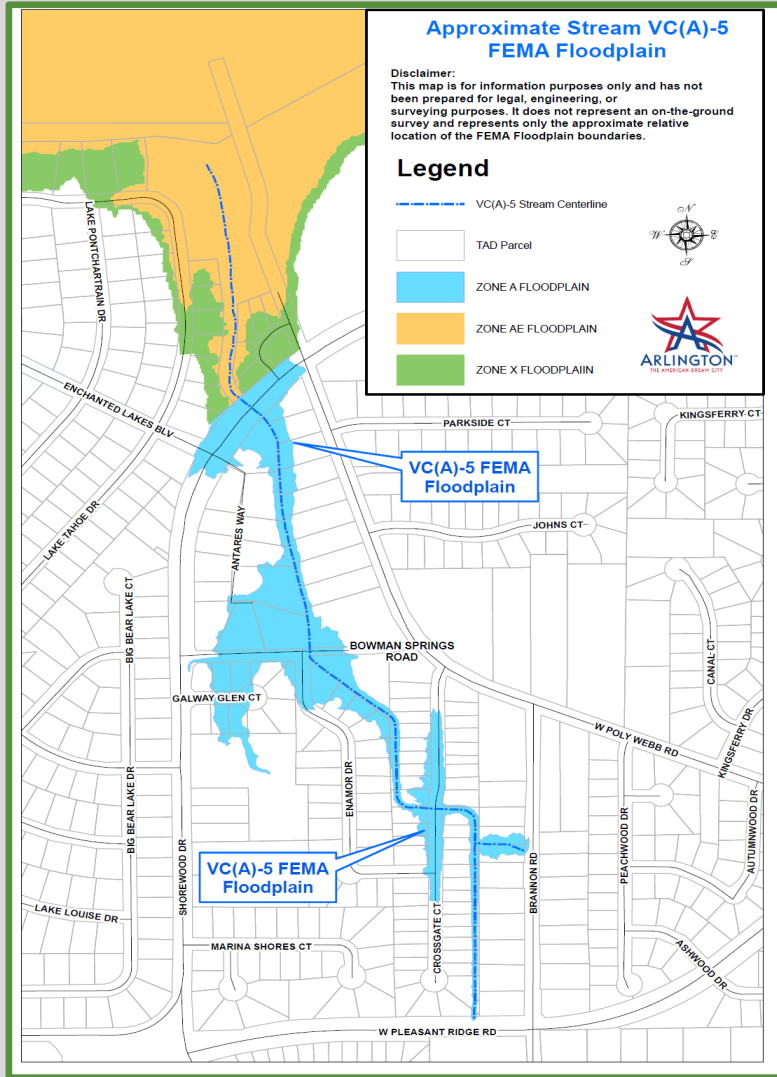 Approximate Stream VC(A)-5
FEMA Floodplain
Disclaimer:
This map is for information purposes only and has not
been prepared for legal, engineering, or
surveying purposes. It does not represent an on-the-ground
survey and represents only the approximate relative
location of the FEMA Floodplain boundaries.
Legend
VC(A)-5 Stream Centerline
TAD Parcel
ZONE A FLOODPLAIN
ZONE AE FLOODPLAIN
ZONE X FLOODPLAIIN
N
W
E
S
ARLINGTON
THE AMERICAN DREAM CITY
LAKE PONTCHARTRAIN DR
ENCHANTED LAKES BLV
PARKSIDE CT
KINGSFERRY CT
VC(A)-5 FEMA
Floodplain
LAKE TAHOE DR
ANTARES WAY
JOHNS CT
BIG BEAR LAKE CT
BOWMAN SPRINGS
ROAD
CANAL CT
GALWAY GLEN CT
W POLY WEBB RD
KINGSFERRY DR
BIG BEAR LAKE DR
ENAMOR DR
PEACHWOOD DR
AUTUMNWOOD DR
VC(A)-5 FEMA
Floodplain
SHOREWOOD DR
BRANNON RD
LAKE LOUISE DR
CROSSGATE CT
MARINA SHORES CT
ASHWOOD DR
W PLEASANT RIDGE RD